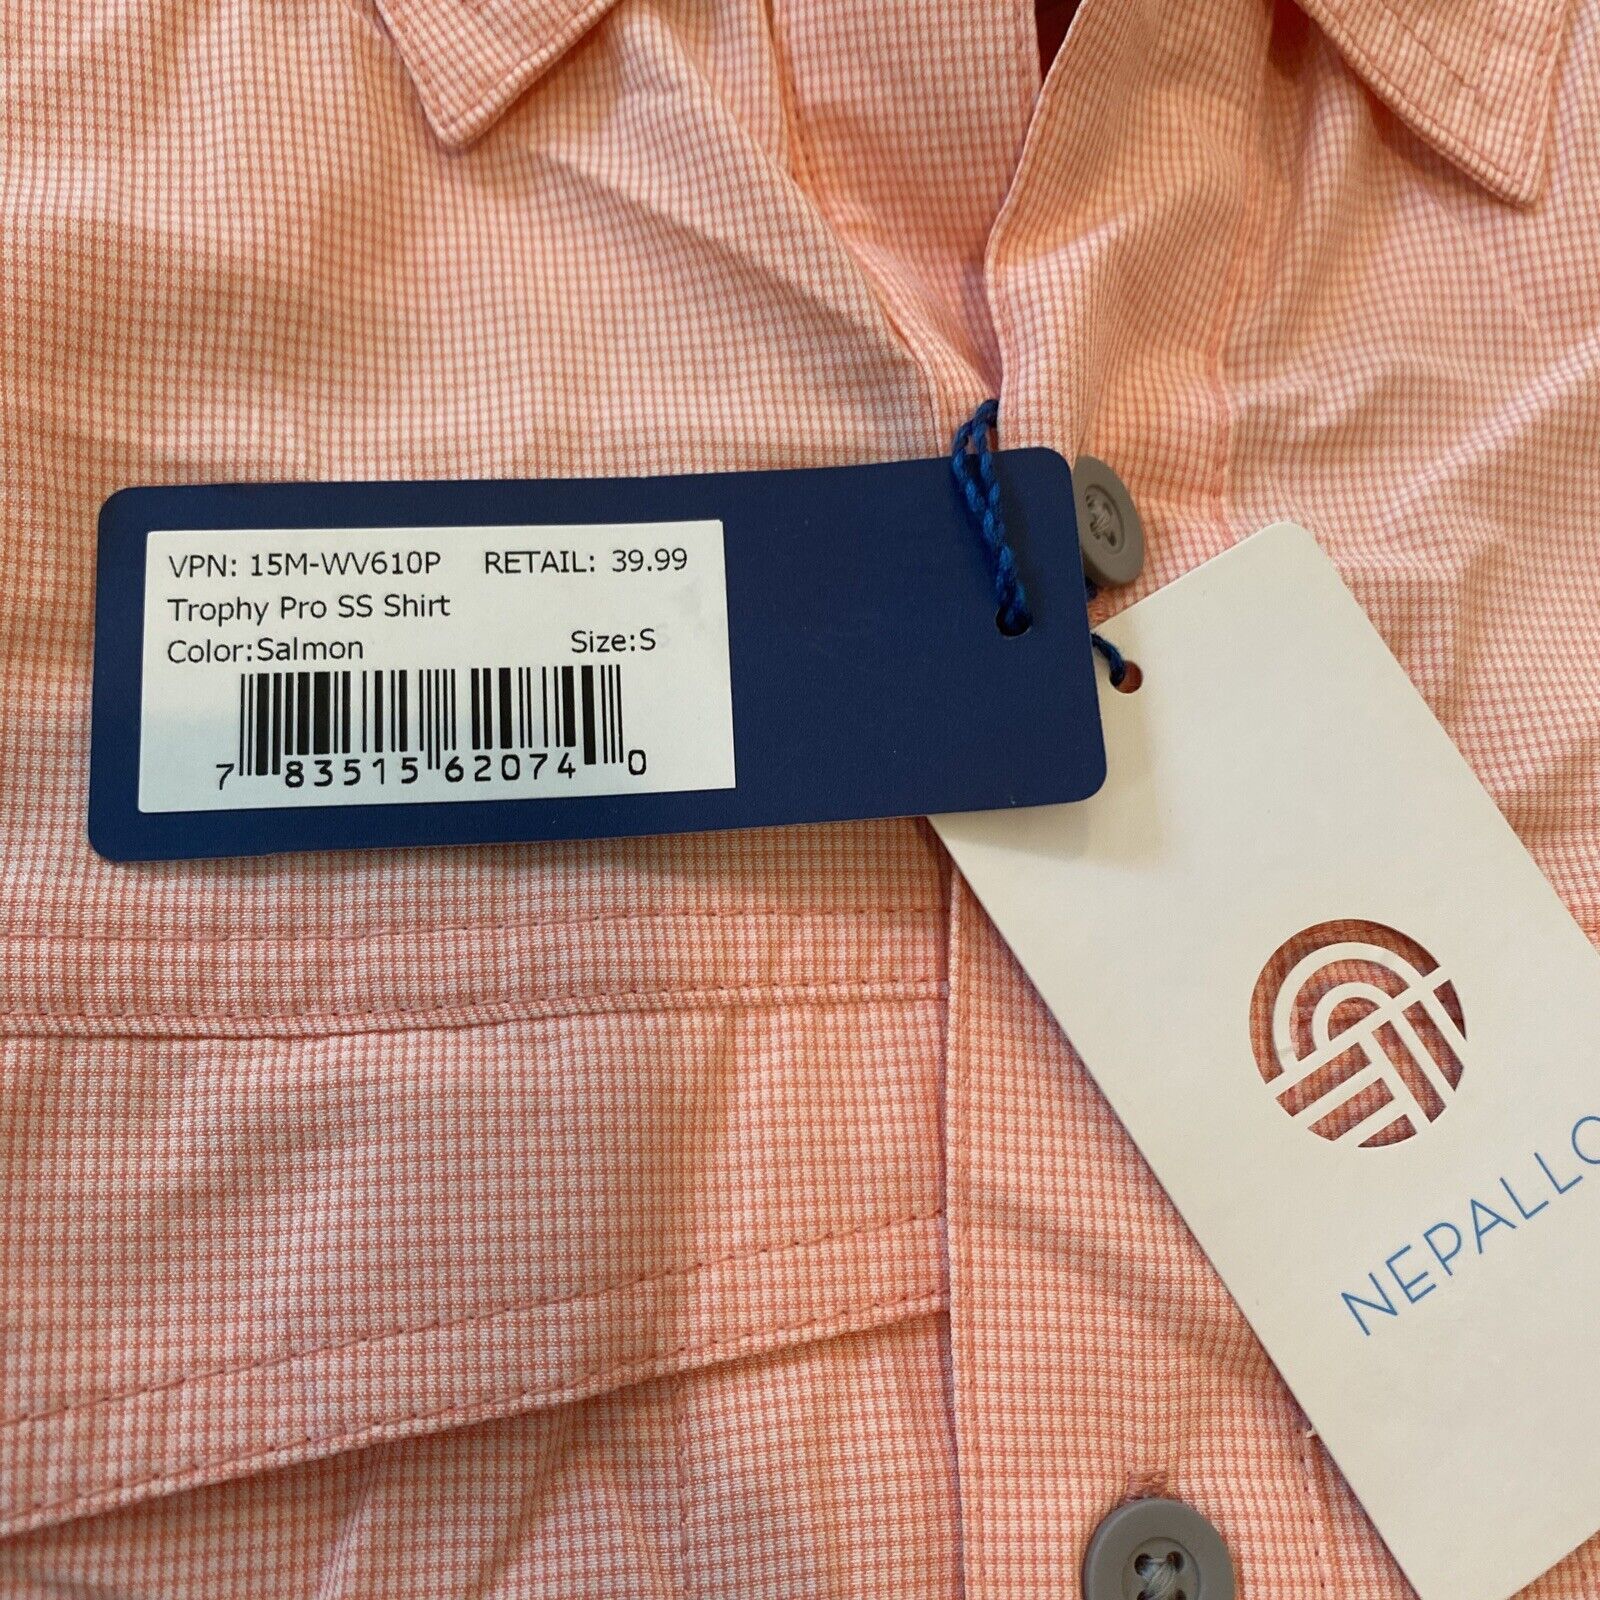 VPN: 15M-WV610P RETAIL: 39.99
Trophy Pro SS Shirt
Color:Salmon Size:S
7 83515 62074 0
NEPALLO